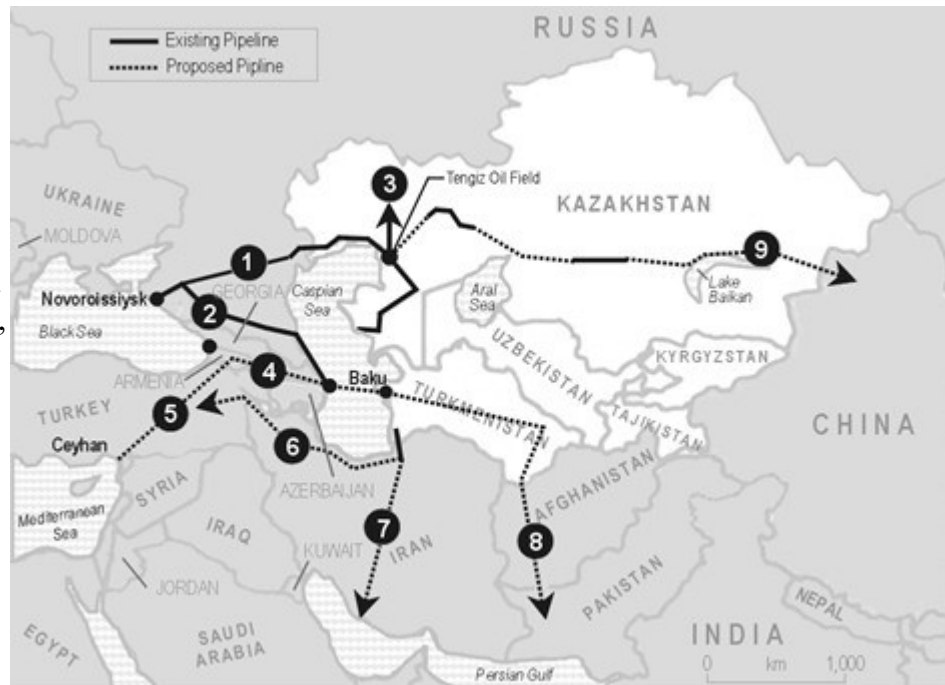 Existing Pipeline
Proposed Pipline
RUSSIA
UKRAINE
MOLDOVA
3
Tengiz Oil Field
KAZAKHSTAN
1
9
Novoroissiysk
GEORGIA
Caspian
Sea
Aral
Sea
Lake
Baikan
Black Sea
2
,
ARMENIA
4
Baku
UZBEKISTAN
KYRGYZSTAN
TURKEY
5
TURKMENISTAN
TAJIKISTAN
CHINA
Ceyhan
6
AZERBAIJAN
AFGHANISTAN
SYRIA
Mediterranean
Sea
IRAQ
KUWAIT
7
IRAN
8
PAKISTAN
JORDAN
NEPAL
EGYPT
SAUDI
ARABIA
INDIA
Persian Gulf
0 km 1,000